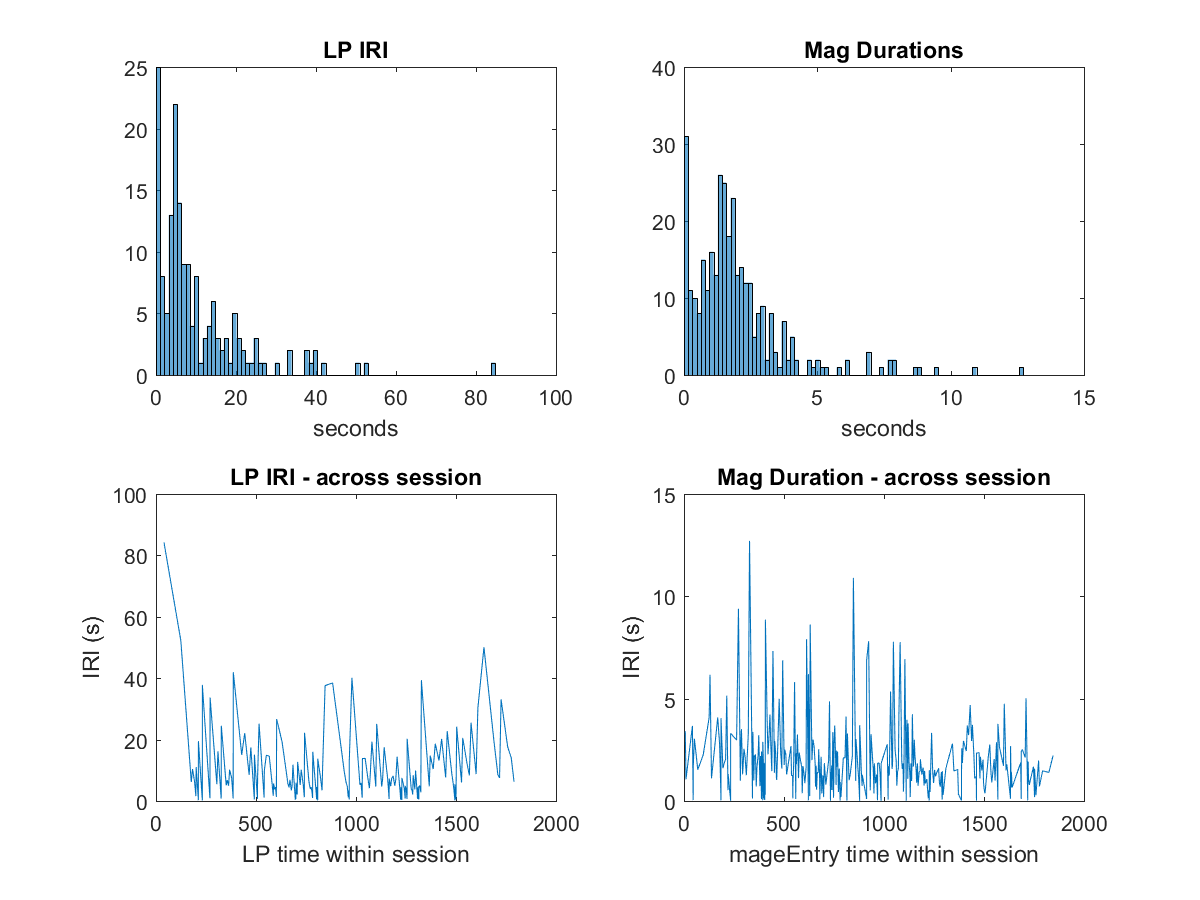 LP IRI
25
20
15
10
5
0
0 20 40 60 80 100
seconds
Mag Durations
40
30
20
10
0
0 5 10 15
seconds
LP IRI - across session
100
80
60
40
20
0
IRI (s)
0 500 1000 1500 2000
LP time within session
Mag Duration - across session
15
10
5
0
IRI (s)
0 500 1000 1500 2000
mageEntry time within session